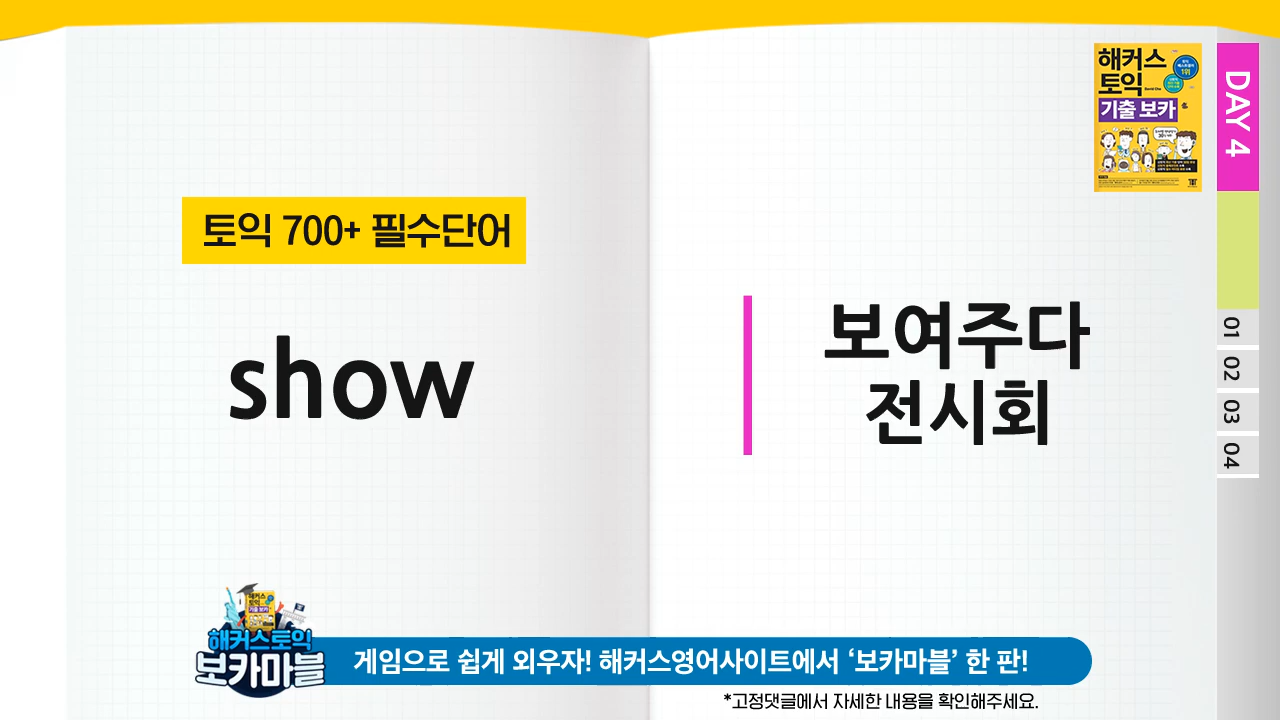 토익 700+ 필수단어
show
보여주다
전시회
해커스
토익
기출 보카
1위
DAY 4
01
02
03
04
해커스토익
보카마블
게임으로 쉽게 외우자! 해커스영어사이트에서 ‘보카마블’ 한 판!
*고정댓글에서 자세한 내용을 확인해주세요.